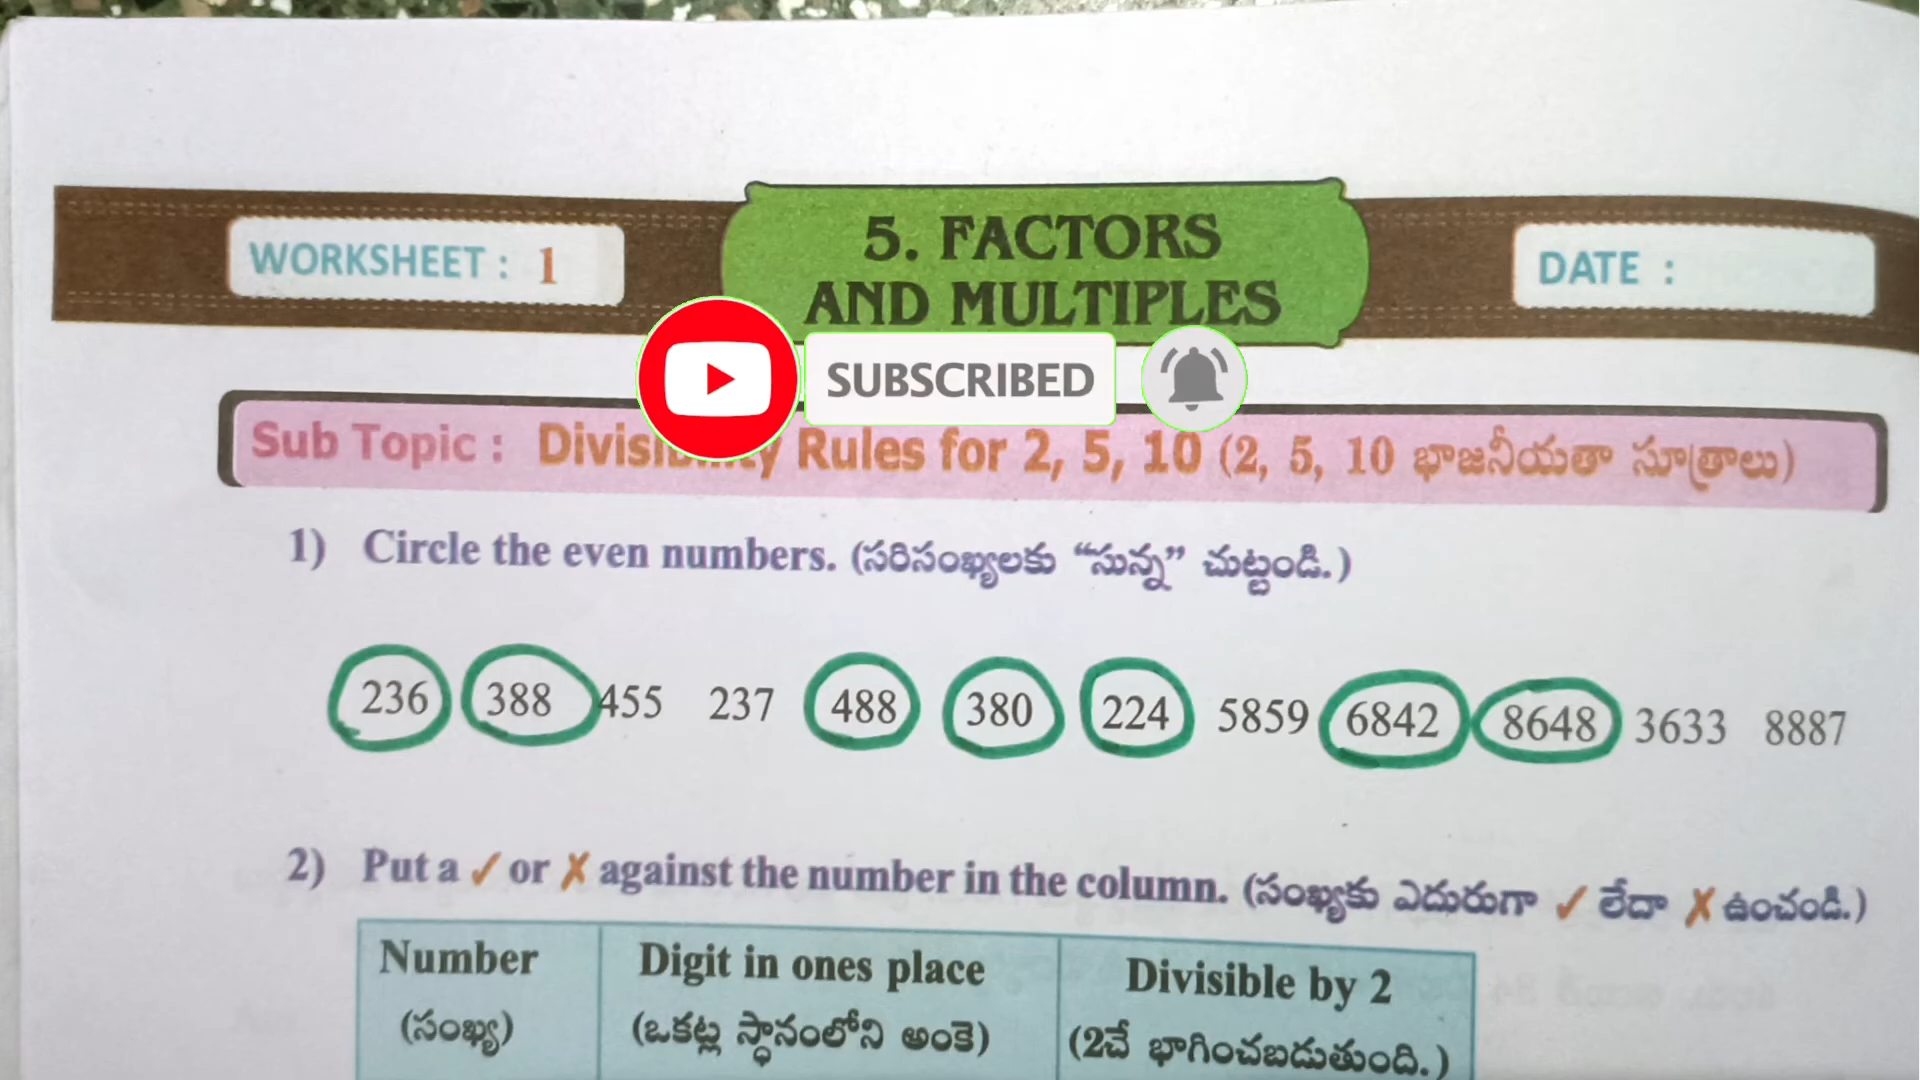 WORKSHEET : 1
5. FACTORS
AND MULTIPLES
DATE :
SUBSCRIBED
Sub Topic : Divisibility Rules for 2, 5, 10 (2, 5, 10 భాజనీయతా సూత్రాలు)
1) Circle the even numbers. (సరిసంఖ్యలకు “సున్న” చుట్టండి.)
236 388 455 237 488 380 224 5859 6842 8648 3633 8887
2) Put a ✓ or ✗ against the number in the column. (సంఖ్యకు ఎదురుగా ✓ లేదా ✗ ఉంచండి.)
Number Digit in ones place Divisible by 2
(సంఖ్య) (ఒకట్ల స్థానంలోని అంకె) (2చే భాగించబడుతుంది.)